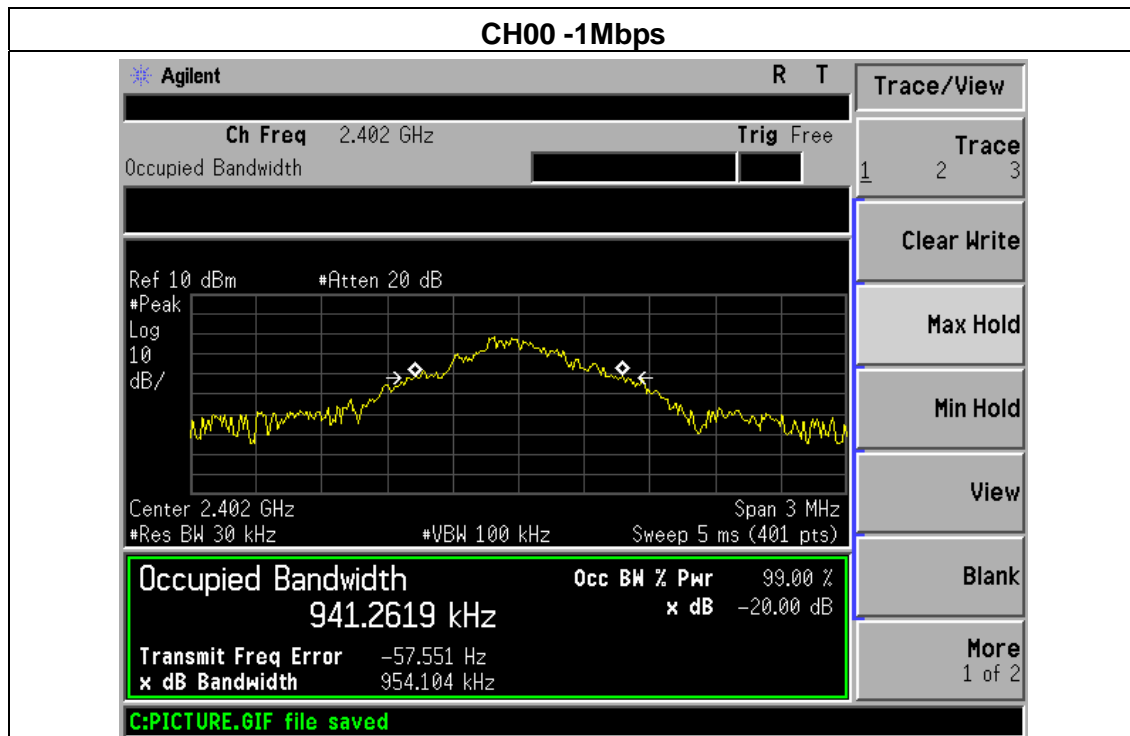 CH00 -1Mbps
Agilent
R T
Trace/View
Ch Freq 2.402 GHz
Trig Free
Occupied Bandwidth
Trace
1 2 3
Clear Write
Ref 10 dBm
#Atten 20 dB
#Peak
Log
10
dB/
Max Hold
Min Hold
View
Center 2.402 GHz
Span 3 MHz
#Res BW 30 kHz
#VBW 100 kHz
Sweep 5 ms (401 pts)
Occupied Bandwidth
941.2619 kHz
Occ BW % Pwr 99.00 %
x dB -20.00 dB
Blank
Transmit Freq Error -57.551 Hz
x dB Bandwidth 954.104 kHz
More
1 of 2
C:PICTURE.GIF file saved